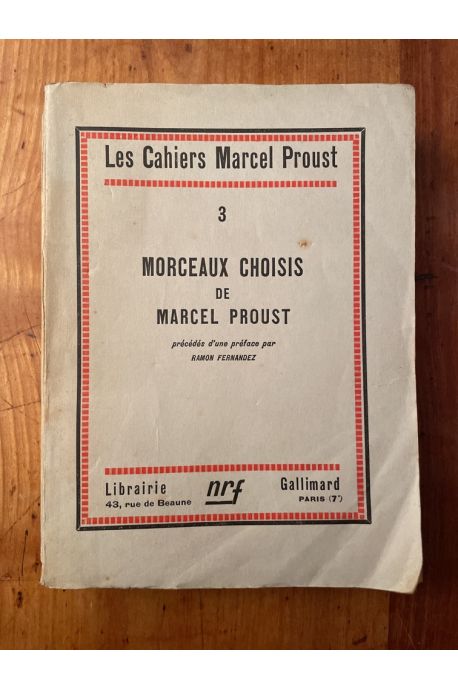 Les Cahiers Marcel Proust
3
MORCEAUX CHOISIS
DE
MARCEL PROUST
précédés d'une préface par
RAMON FERNANDEZ
Librairie nrf Gallimard
43, rue de Beaune PARIS (7e)